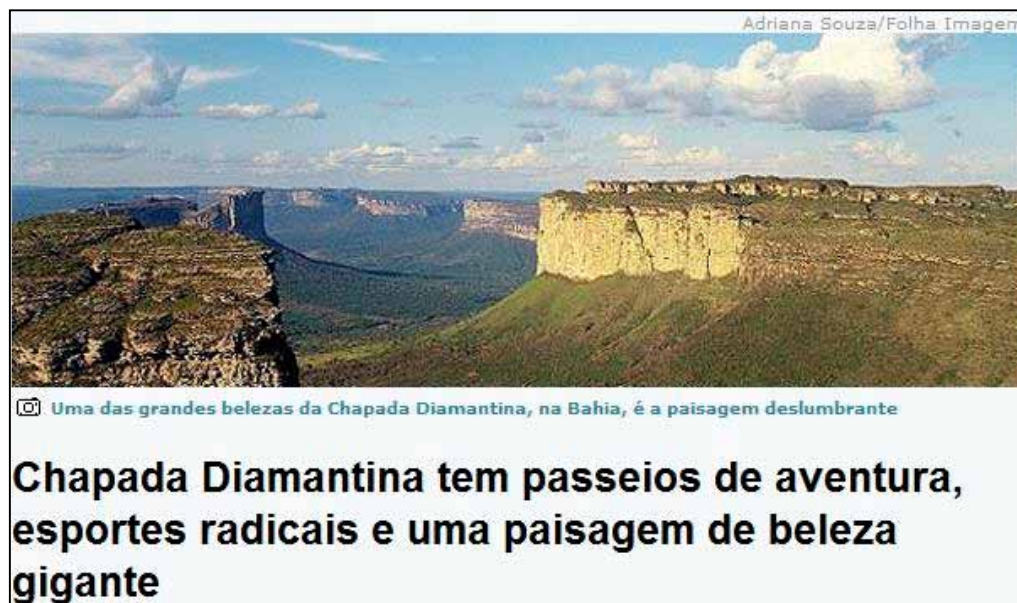 Adriana Souza/Folha Imagem
Uma das grandes belezas da Chapada Diamantina, na Bahia, é a paisagem deslumbrante
Chapada Diamantina tem passeios de aventura,
esportes radicais e uma paisagem de beleza
gigante